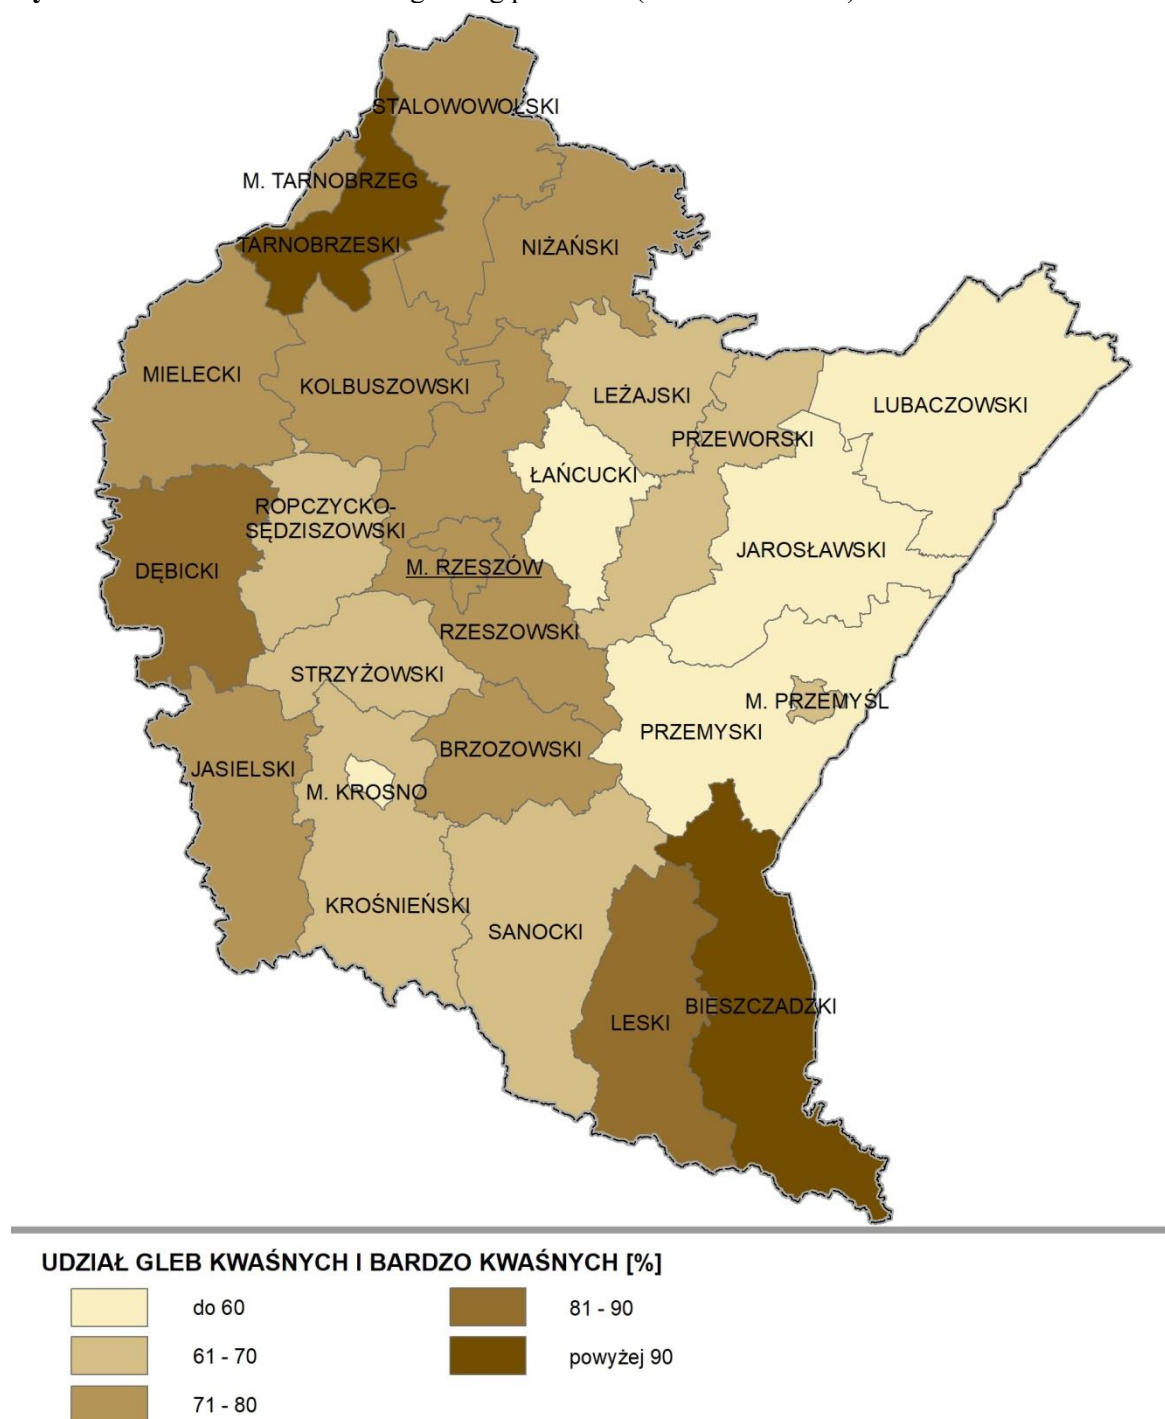 STALOWOWOLSKI
M. TARNOBRZEG
TARNOBRZESKI
NIŻAŃSKI
MIELECKI
KOLBUSZOWSKI
LEŻAJSKI
LUBACZOWSKI
PRZEWORSKI
ŁAŃCUCKI
ROPCZYCKO-
SĘDZISZOWSKI
JAROSŁAWSKI
DĘBICKI
M. RZESZÓW
RZESZOWSKI
STRZYŻOWSKI
M. PRZEMYŚL
PRZEMYSKI
BRZOZOWSKI
JASIELSKI
M. KROSNO
KROŚNIEŃSKI
SANOCKI
BIESZCZADZKI
LESKI
UDZIAŁ GLEB KWAŚNYCH I BARDZO KWAŚNYCH [%]
do 60
81 - 90
61 - 70
powyżej 90
71 - 80